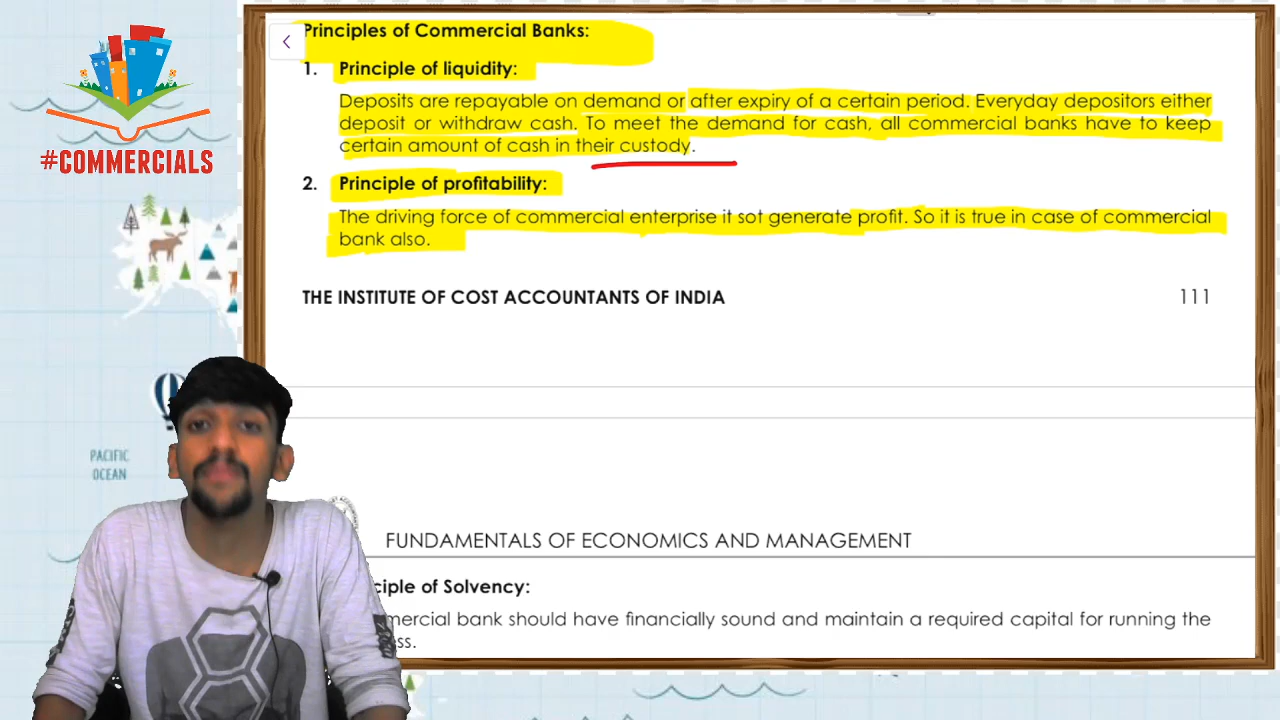 #COMMERCIALS
PACIFIC
OCEAN
Principles of Commercial Banks:
1. Principle of liquidity:
Deposits are repayable on demand or after expiry of a certain period. Everyday depositors either
deposit or withdraw cash. To meet the demand for cash, all commercial banks have to keep
certain amount of cash in their custody.
2. Principle of profitability:
The driving force of commercial enterprise it sot generate profit. So it is true in case of commercial
bank also.
THE INSTITUTE OF COST ACCOUNTANTS OF INDIA 111
FUNDAMENTALS OF ECONOMICS AND MANAGEMENT
ciple of Solvency:
mercial bank should have financially sound and maintain a required capital for running the
ss.